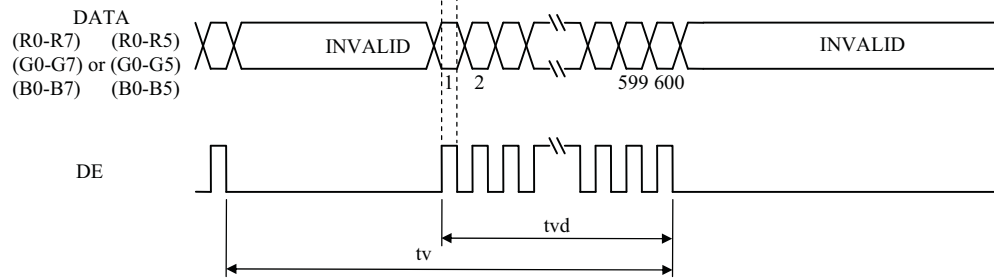 DATA
(R0-R7) (R0-R5)
(G0-G7) or (G0-G5)
(B0-B7) (B0-B5)
INVALID
INVALID
1 2 599 600
DE
tvd
tv